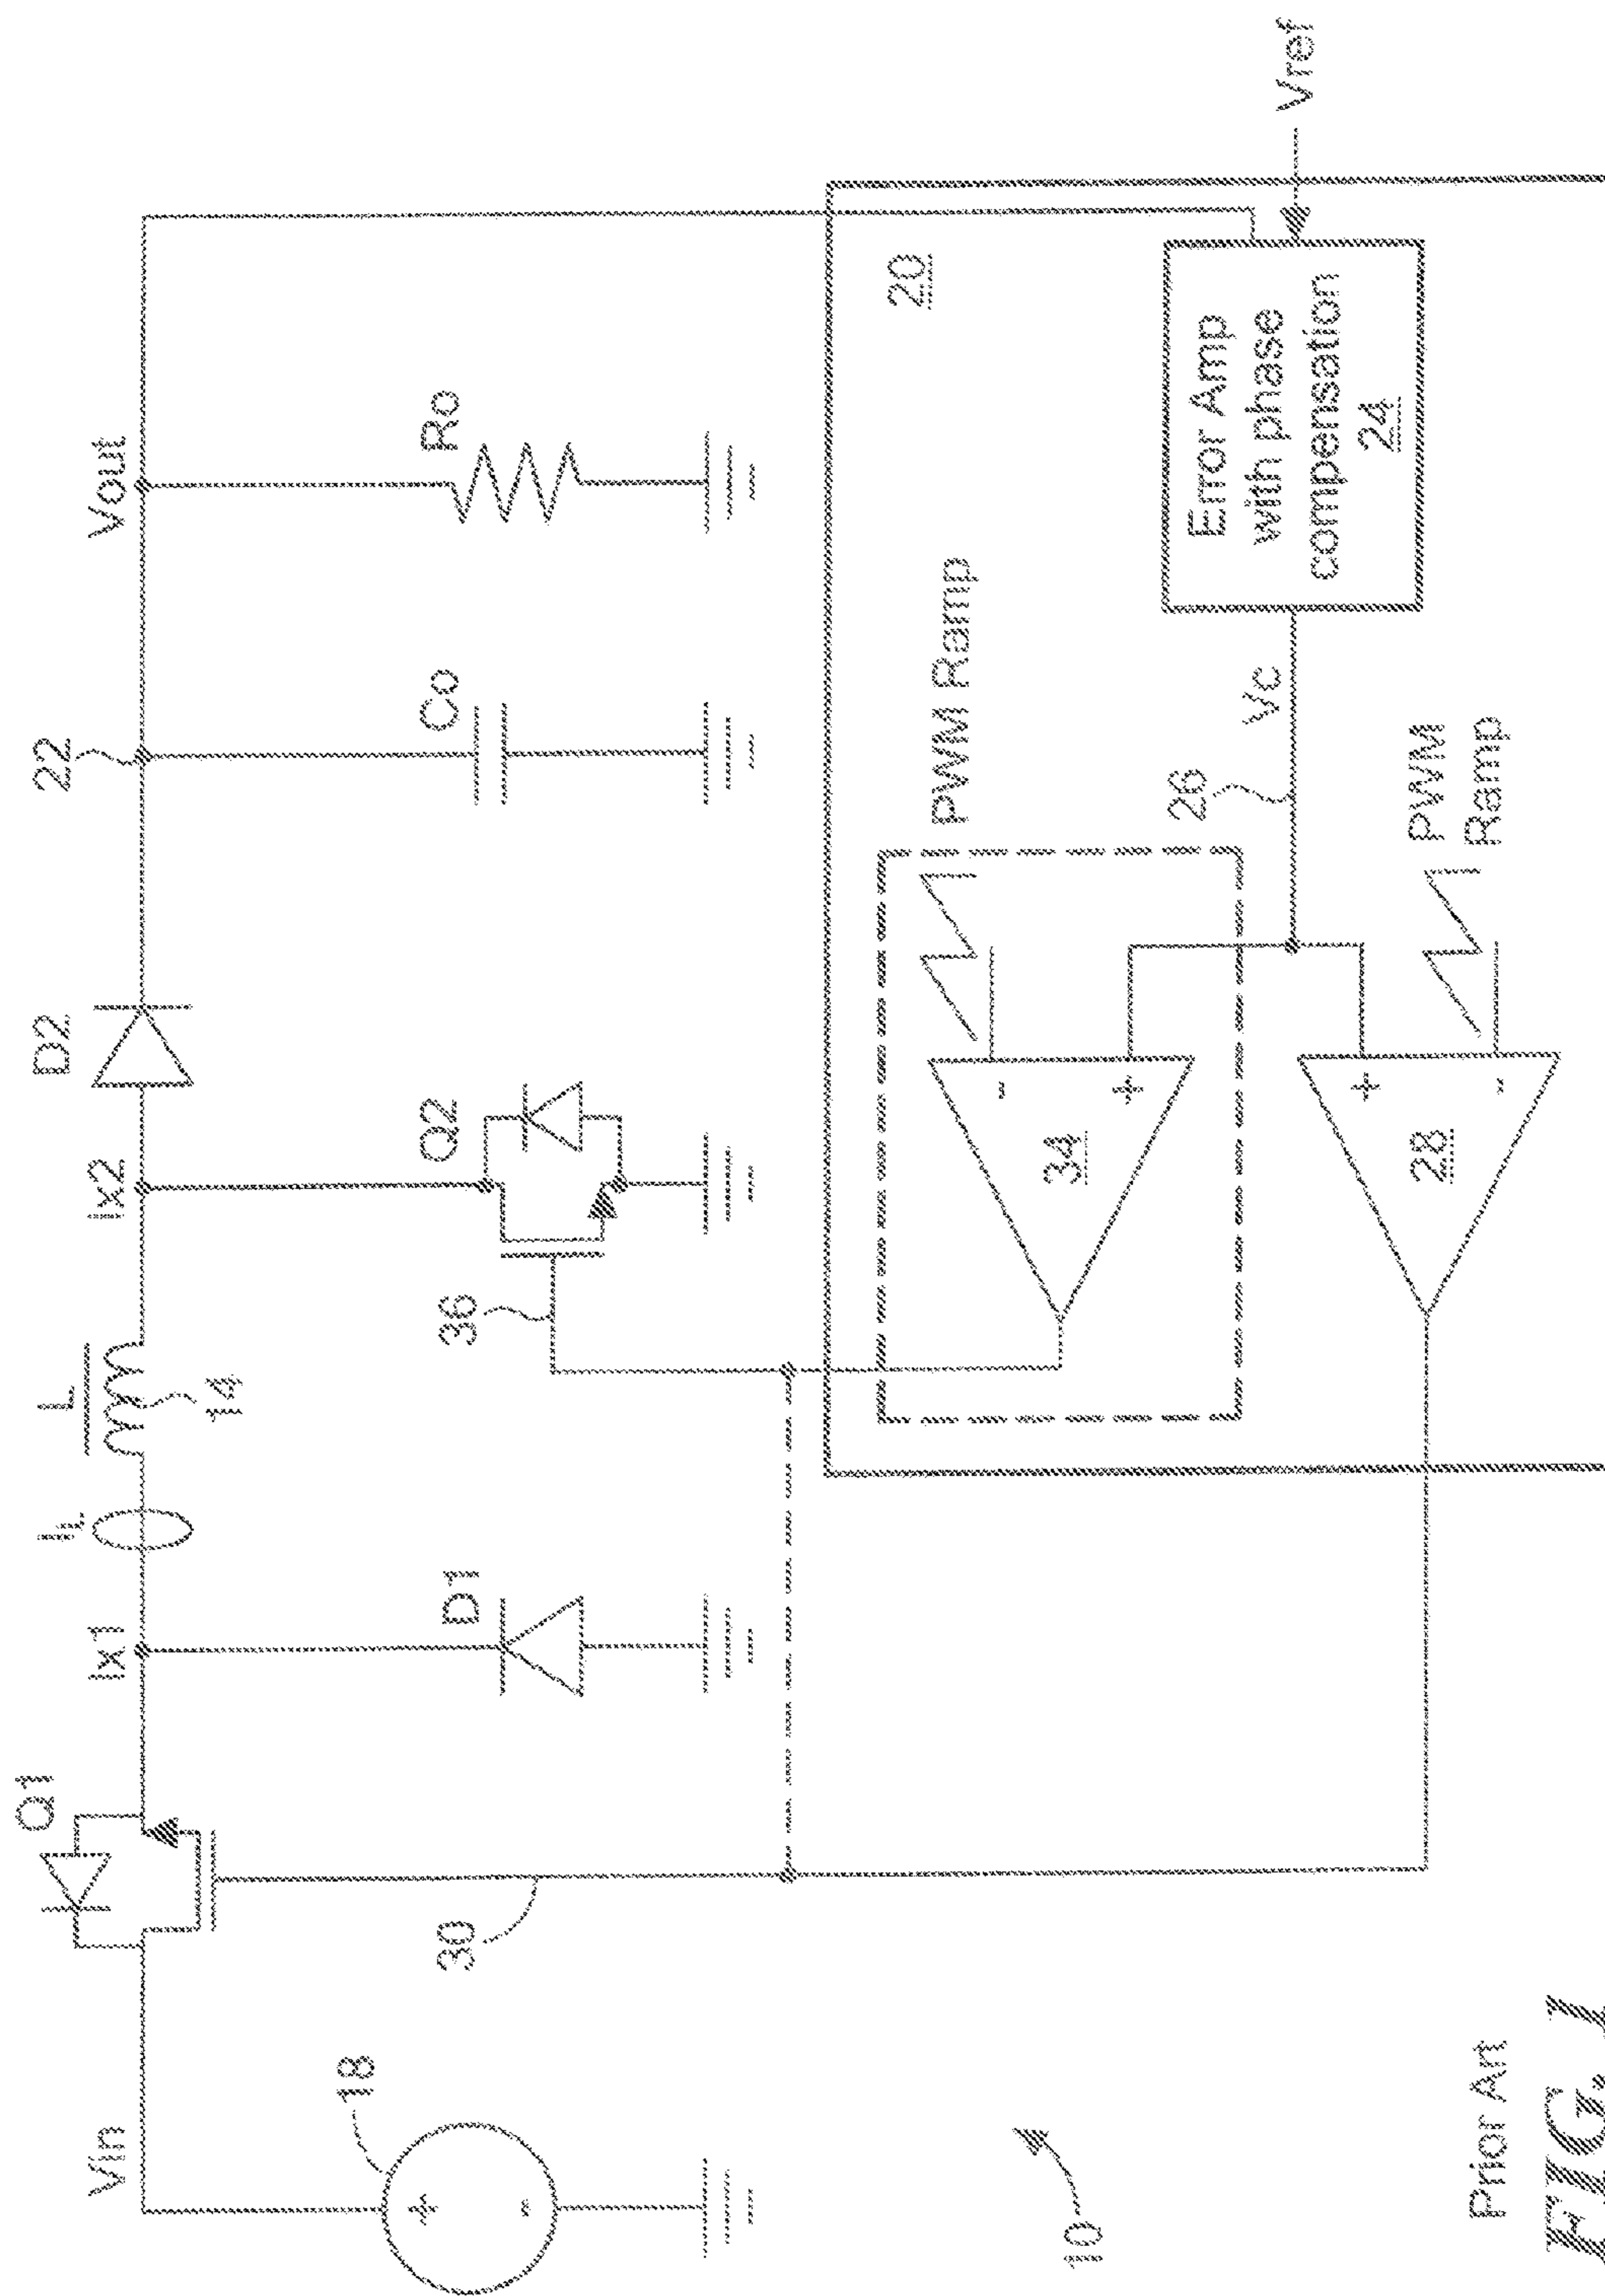 Vin
18
+
-
Q1
30
Ix1
D1
IL
L
14
Ix2
Q2
36
D2
22
Co
Vout
Ro
20
PWM Ramp
34
-
+
28
+
-
PWM
Ramp
26
Vc
Error Amp
with phase
compensation
24
Vref
10
Prior Art
FIG. 1